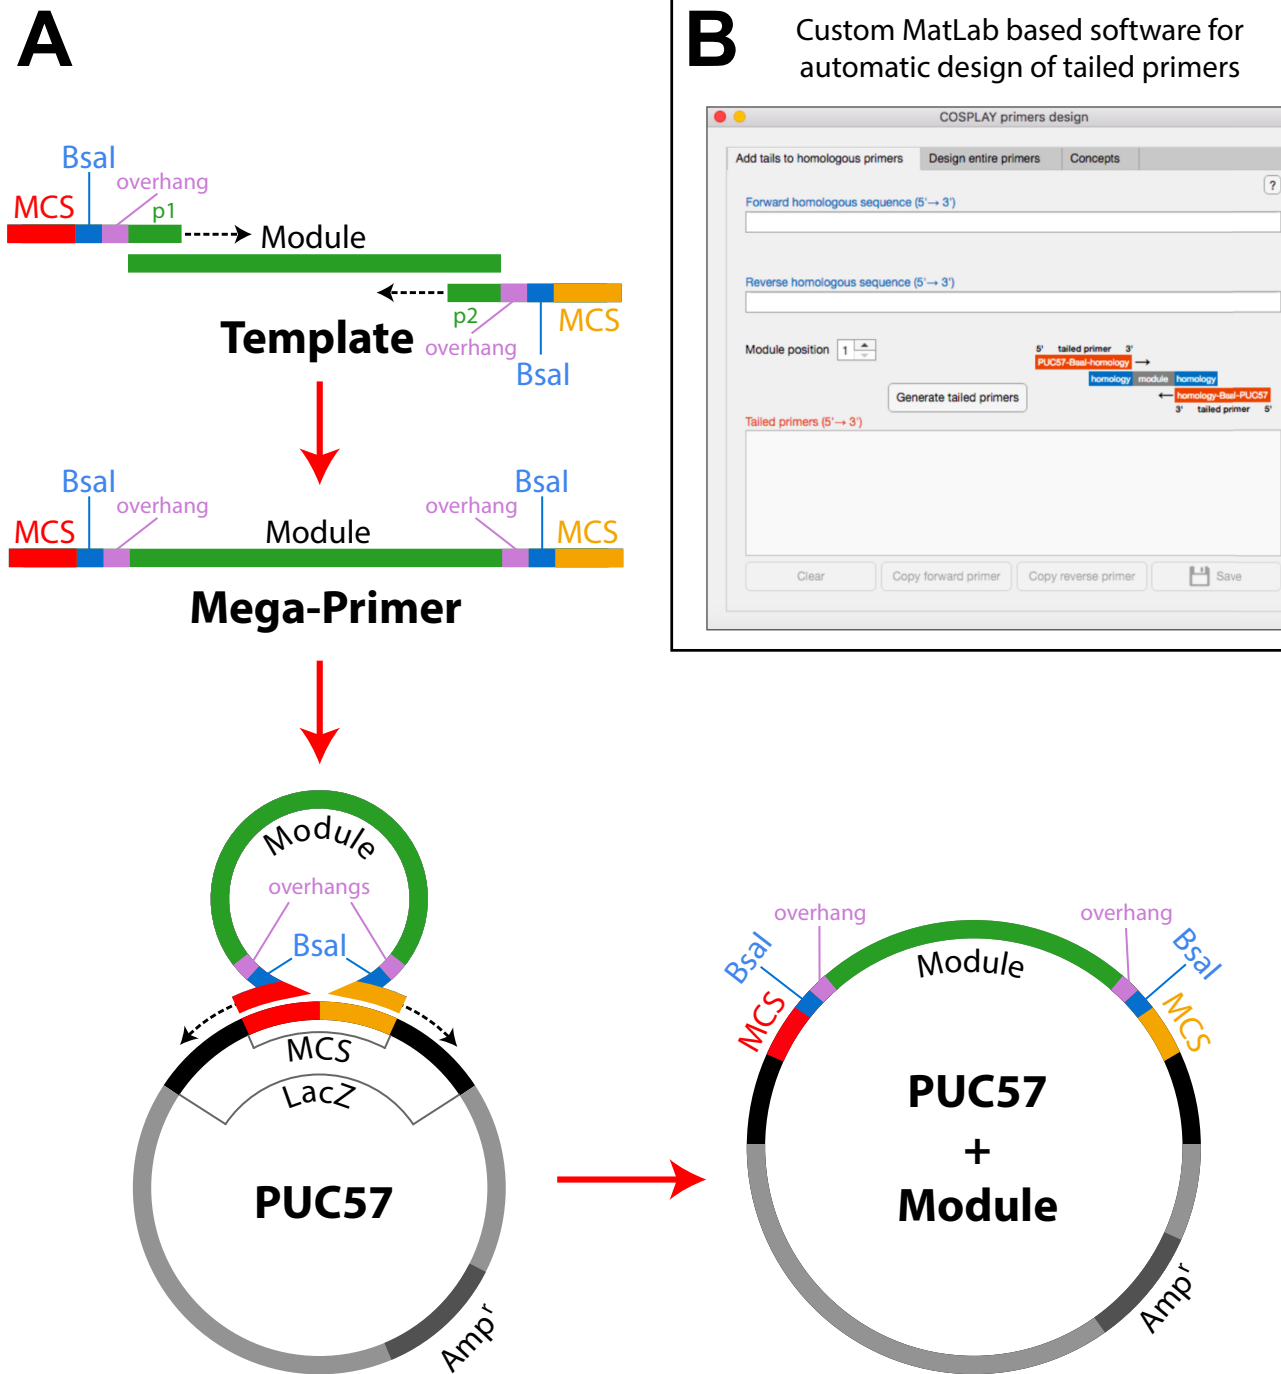 A
BsaI
overhang
MCS
p1
Module
p2
overhang
MCS
BsaI
Template
BsaI
BsaI
overhang
overhang
MCS
Module
MCS
Mega-Primer
Module
overhangs
BsaI
MCS
LacZ
PUC57
Amp^r
overhang
overhang
BsaI
BsaI
Module
MCS
MCS
PUC57
+
Module
Amp^r
B
Custom MatLab based software for
automatic design of tailed primers
COSPLAY primers design
Add tails to homologous primers
Design entire primers
Concepts
?
Forward homologous sequence (5'→ 3')
Reverse homologous sequence (5'→ 3')
Module position 1
5' tailed primer 3'
PUC57-BsaI-homology
homology module homology
homology-BsaI-PUC57
3' tailed primer 5'
Generate tailed primers
Tailed primers (5'→ 3')
Clear
Copy forward primer
Copy reverse primer
Save